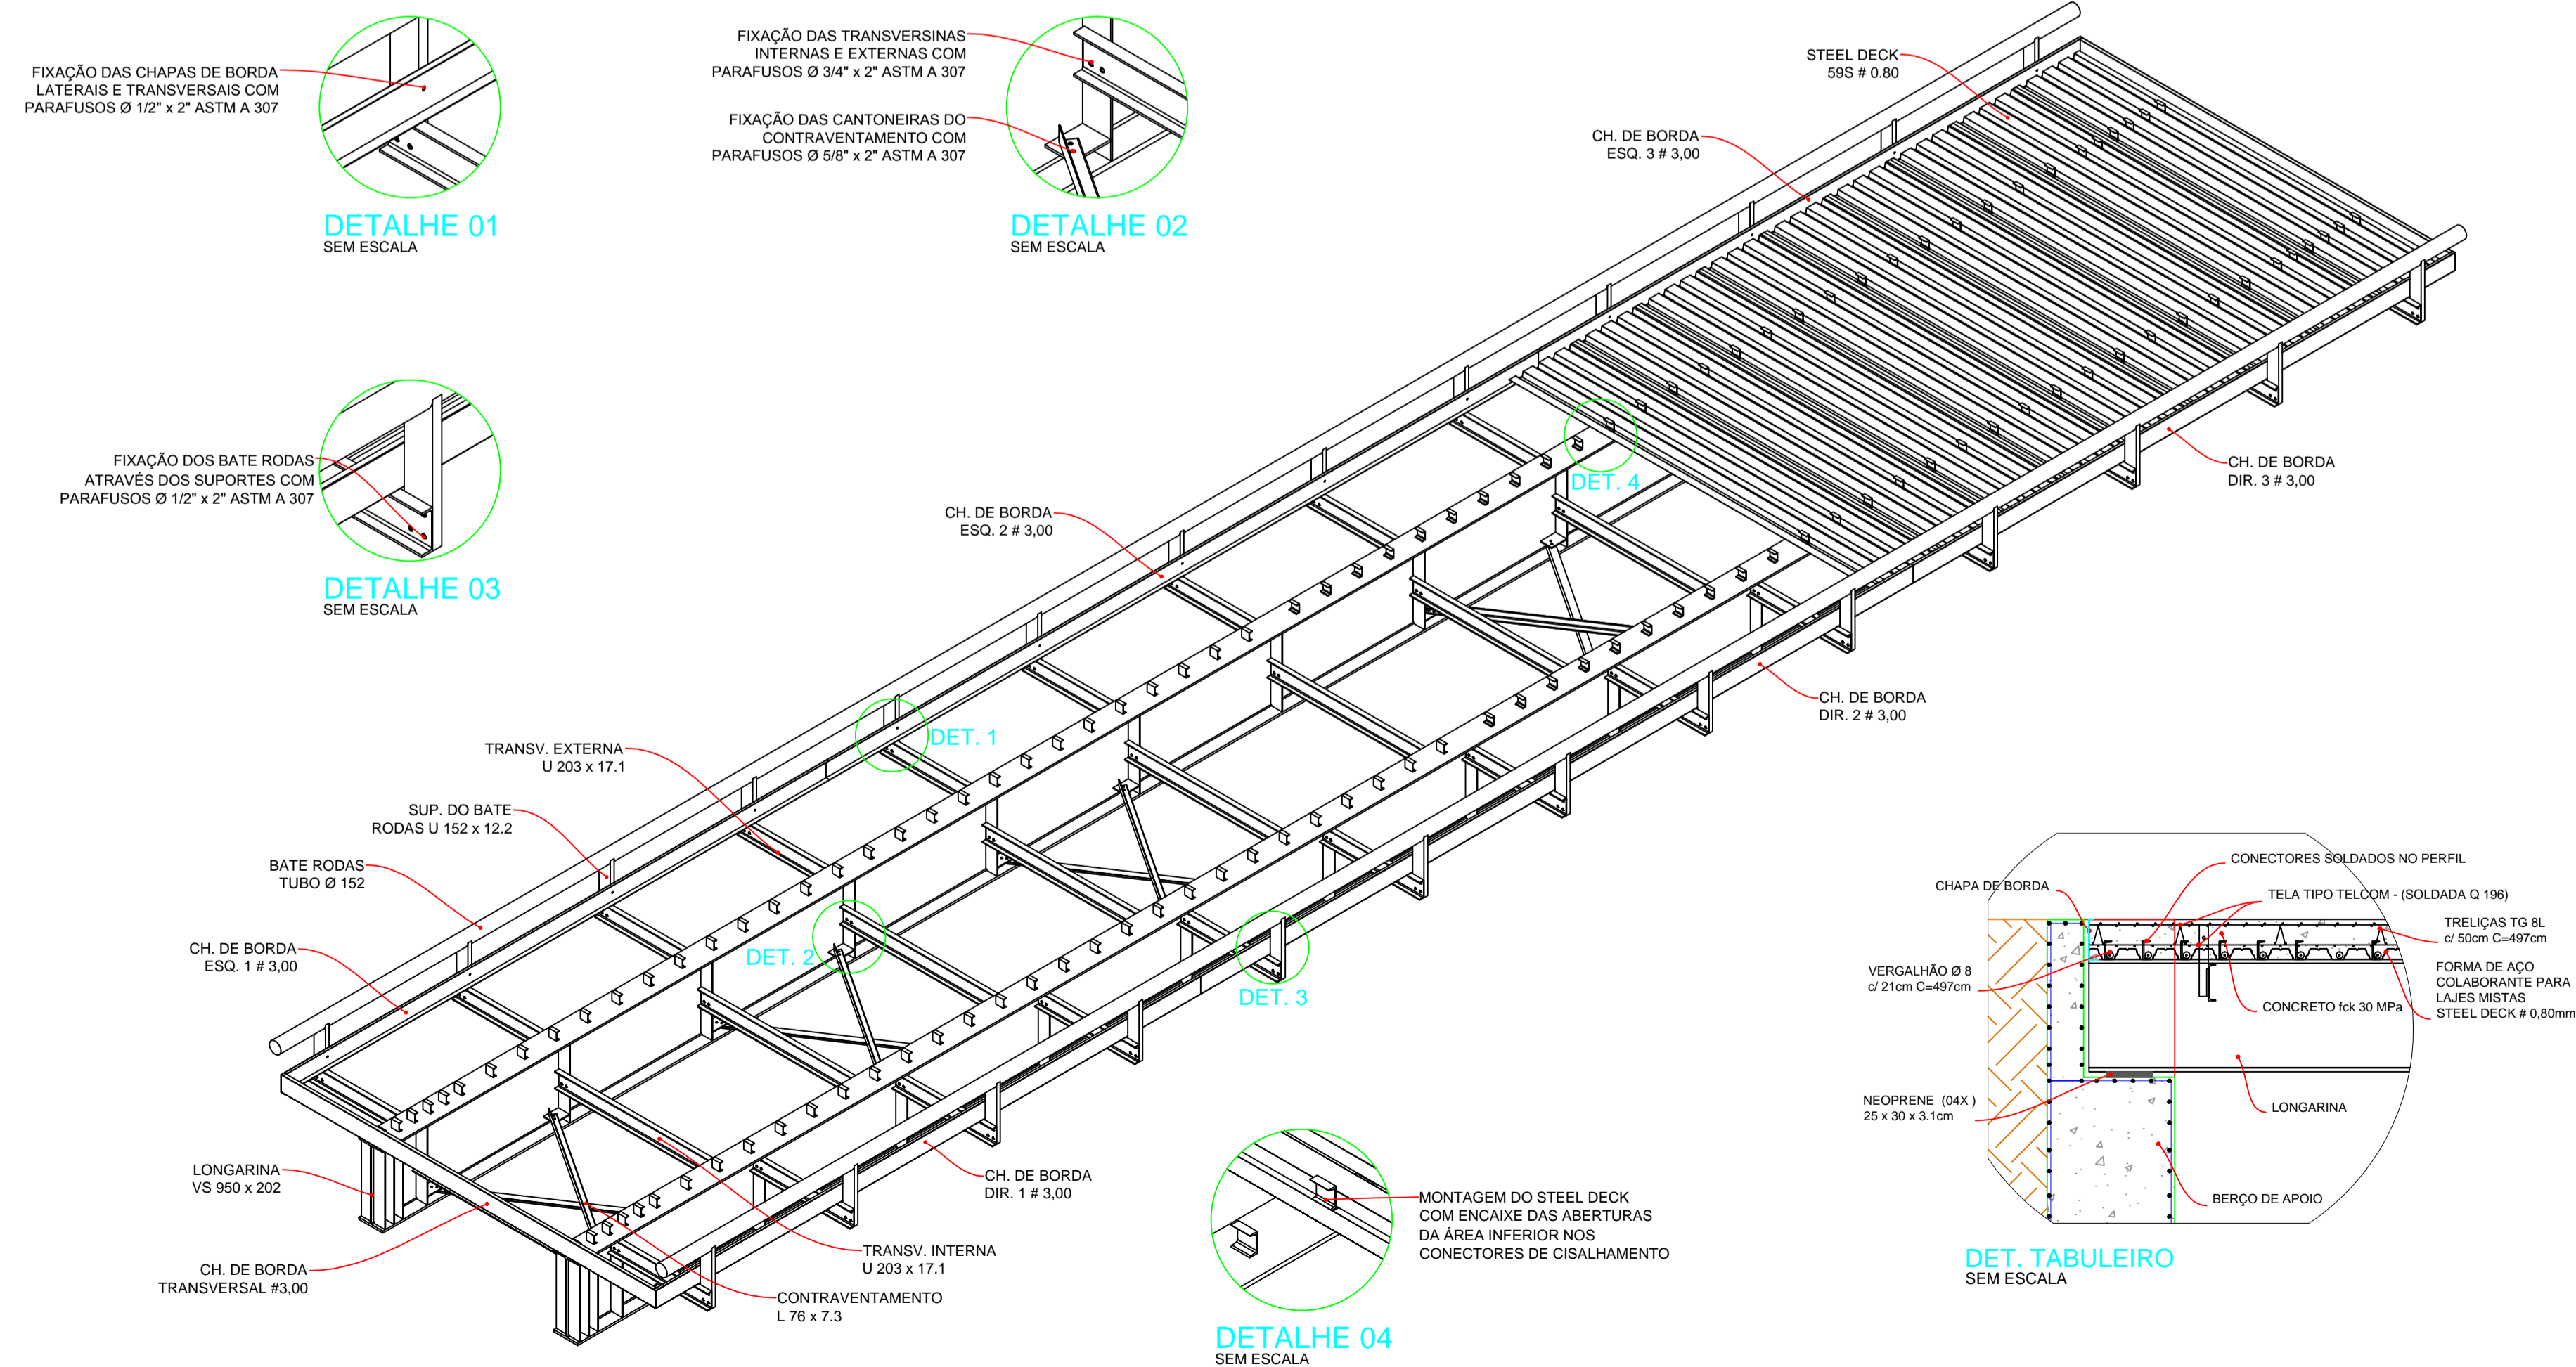 FIXAÇÃO DAS CHAPAS DE BORDA
LATERAIS E TRANSVERSAIS COM
PARAFUSOS Ø 1/2" x 2" ASTM A 307
DETALHE 01
SEM ESCALA
FIXAÇÃO DAS TRANSVERSINAS
INTERNAS E EXTERNAS COM
PARAFUSOS Ø 3/4" x 2" ASTM A 307
FIXAÇÃO DAS CANTONEIRAS DO
CONTRAVENTAMENTO COM
PARAFUSOS Ø 5/8" x 2" ASTM A 307
DETALHE 02
SEM ESCALA
STEEL DECK
59S # 0.80
CH. DE BORDA
ESQ. 3 # 3,00
FIXAÇÃO DOS BATE RODAS
ATRAVÉS DOS SUPORTES COM
PARAFUSOS Ø 1/2" x 2" ASTM A 307
DETALHE 03
SEM ESCALA
CH. DE BORDA
ESQ. 2 # 3,00
DET. 4
CH. DE BORDA
DIR. 3 # 3,00
CH. DE BORDA
DIR. 2 # 3,00
DET. 1
TRANSV. EXTERNA
U 203 x 17.1
SUP. DO BATE
RODAS U 152 x 12.2
BATE RODAS
TUBO Ø 152
CH. DE BORDA
ESQ. 1 # 3,00
DET. 2
DET. 3
LONGARINA
VS 950 x 202
CH. DE BORDA
TRANSVERSAL #3,00
CH. DE BORDA
DIR. 1 # 3,00
TRANSV. INTERNA
U 203 x 17.1
CONTRAVENTAMENTO
L 76 x 7.3
MONTAGEM DO STEEL DECK
COM ENCAIXE DAS ABERTURAS
DA ÁREA INFERIOR NOS
CONECTORES DE CISALHAMENTO
DETALHE 04
SEM ESCALA
CONECTORES SOLDADOS NO PERFIL
CHAPA DE BORDA
TELA TIPO TELCOM - (SOLDADA Q 196)
TRELIÇAS TG 8L
c/ 50cm C=497cm
VERGALHÃO Ø 8
c/ 21cm C=497cm
FORMA DE AÇO
COLABORANTE PARA
LAJES MISTAS
STEEL DECK # 0,80mm
CONCRETO fck 30 MPa
NEOPRENE (04X )
25 x 30 x 3.1cm
LONGARINA
BERÇO DE APOIO
DET. TABULEIRO
SEM ESCALA